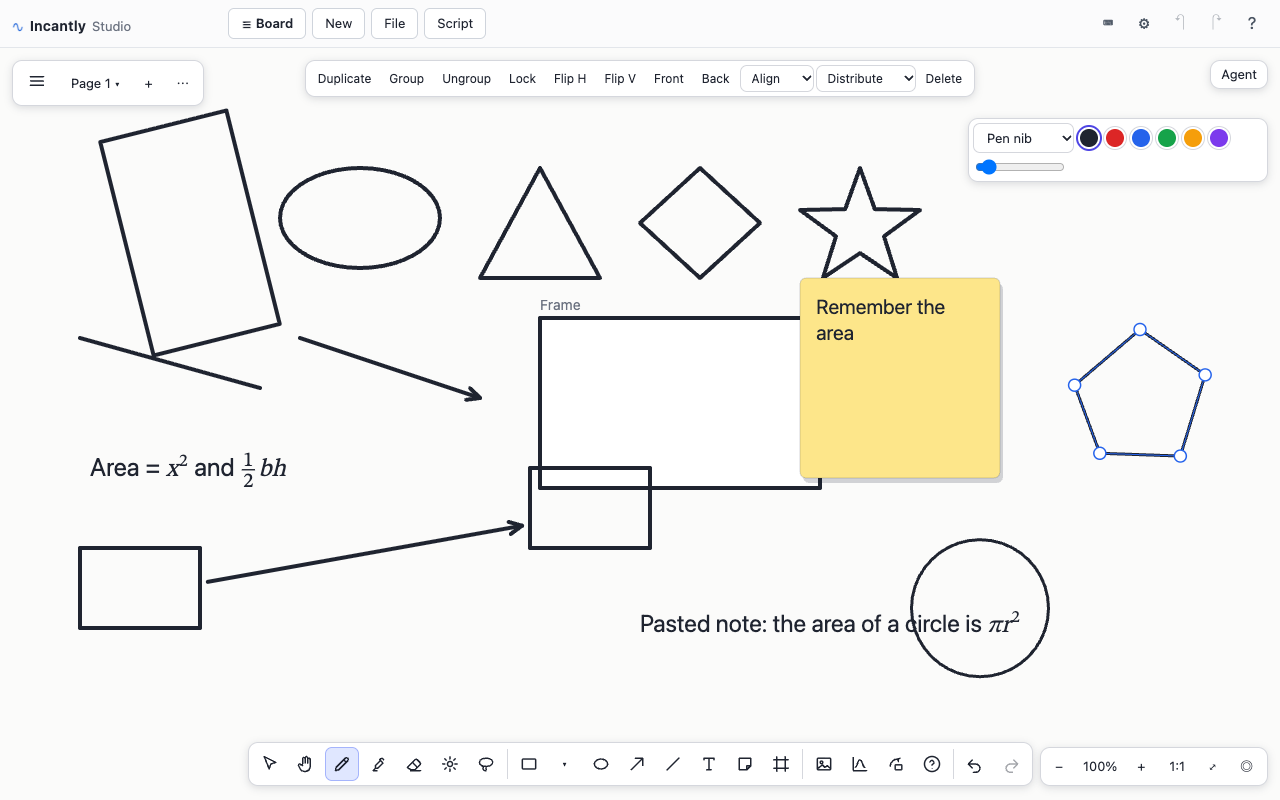 Incantly Studio
≡ Board
New
File
Script
?
Page 1
+
...
Duplicate
Group
Ungroup
Lock
Flip H
Flip V
Front
Back
Align
Distribute
Delete
Agent
Pen nib
Frame
Remember the
area
Area = x² and ½ bh
Pasted note: the area of a circle is πr²
T
− 100% + 1:1